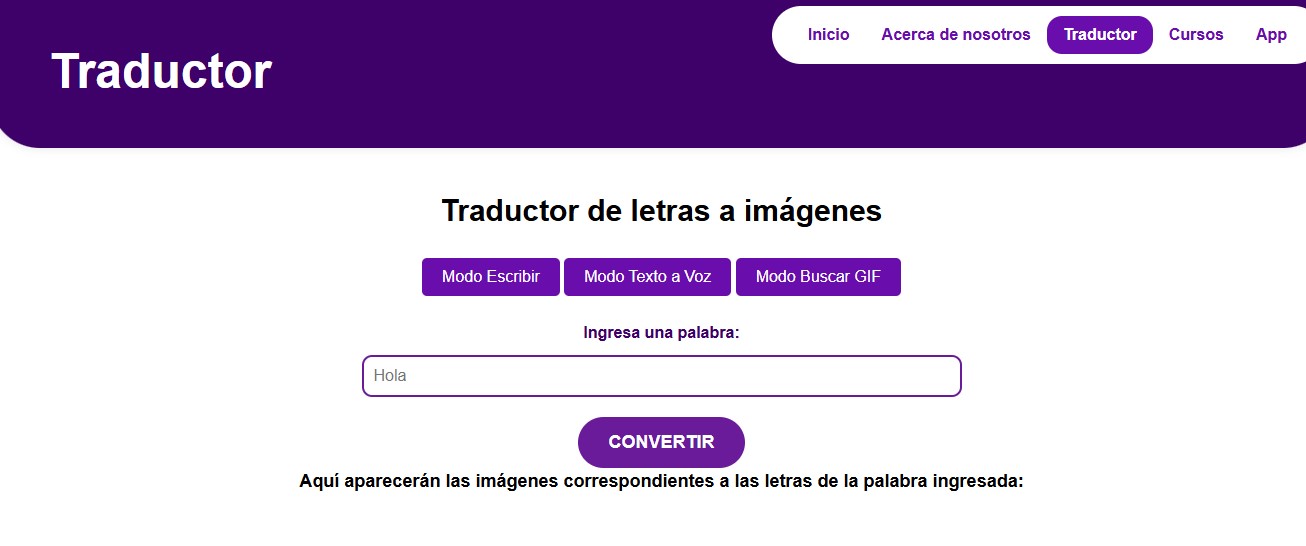 Inicio Acerca de nosotros Traductor Cursos App
Traductor
Traductor de letras a imágenes
Modo Escribir Modo Texto a Voz Modo Buscar GIF
Ingresa una palabra:
Hola
CONVERTIR
Aquí aparecerán las imágenes correspondientes a las letras de la palabra ingresada: